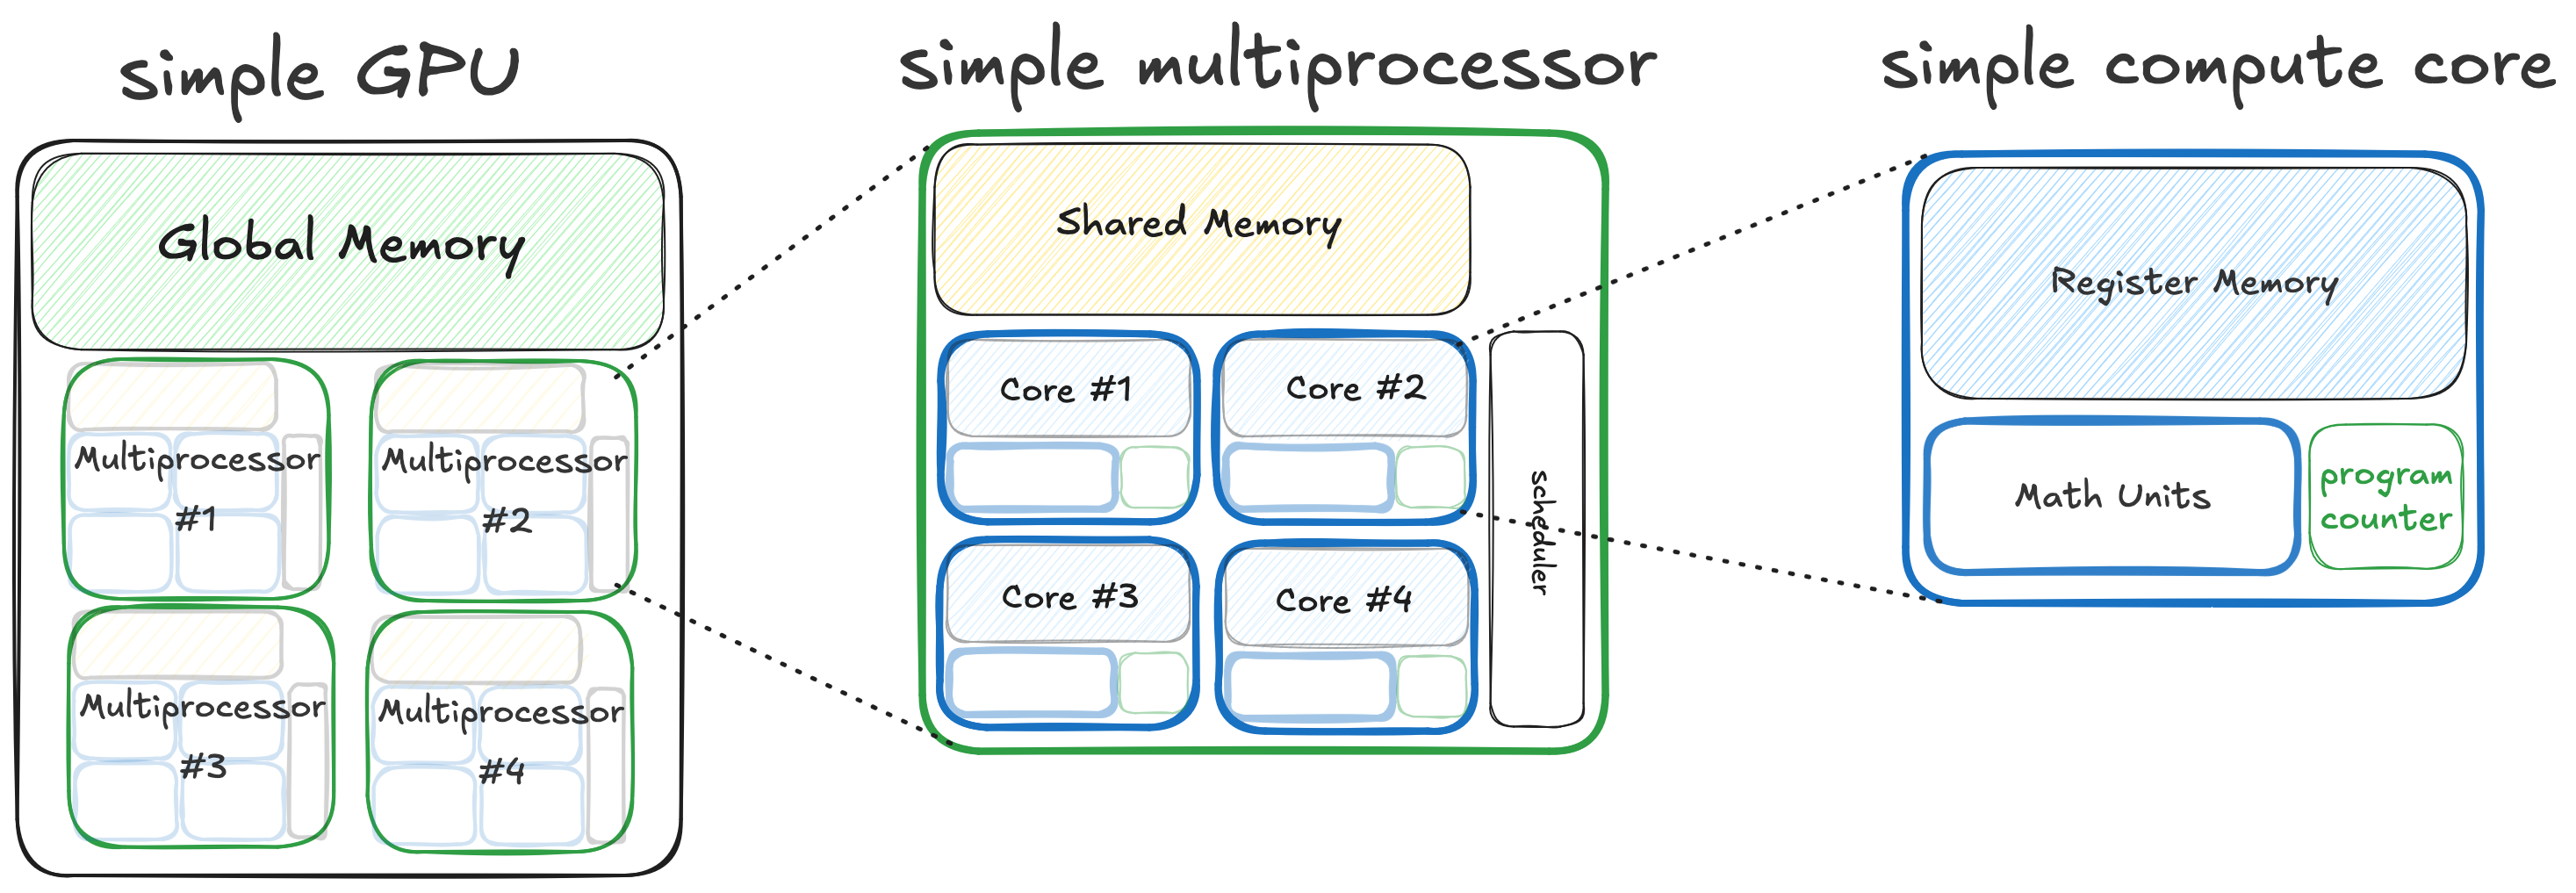 simple GPU
Global Memory
Multiprocessor
#1
Multiprocessor
#2
Multiprocessor
#3
Multiprocessor
#4
simple multiprocessor
Shared Memory
Core #1
Core #2
Core #3
Core #4
scheduler
simple compute core
Register Memory
Math Units
program
counter